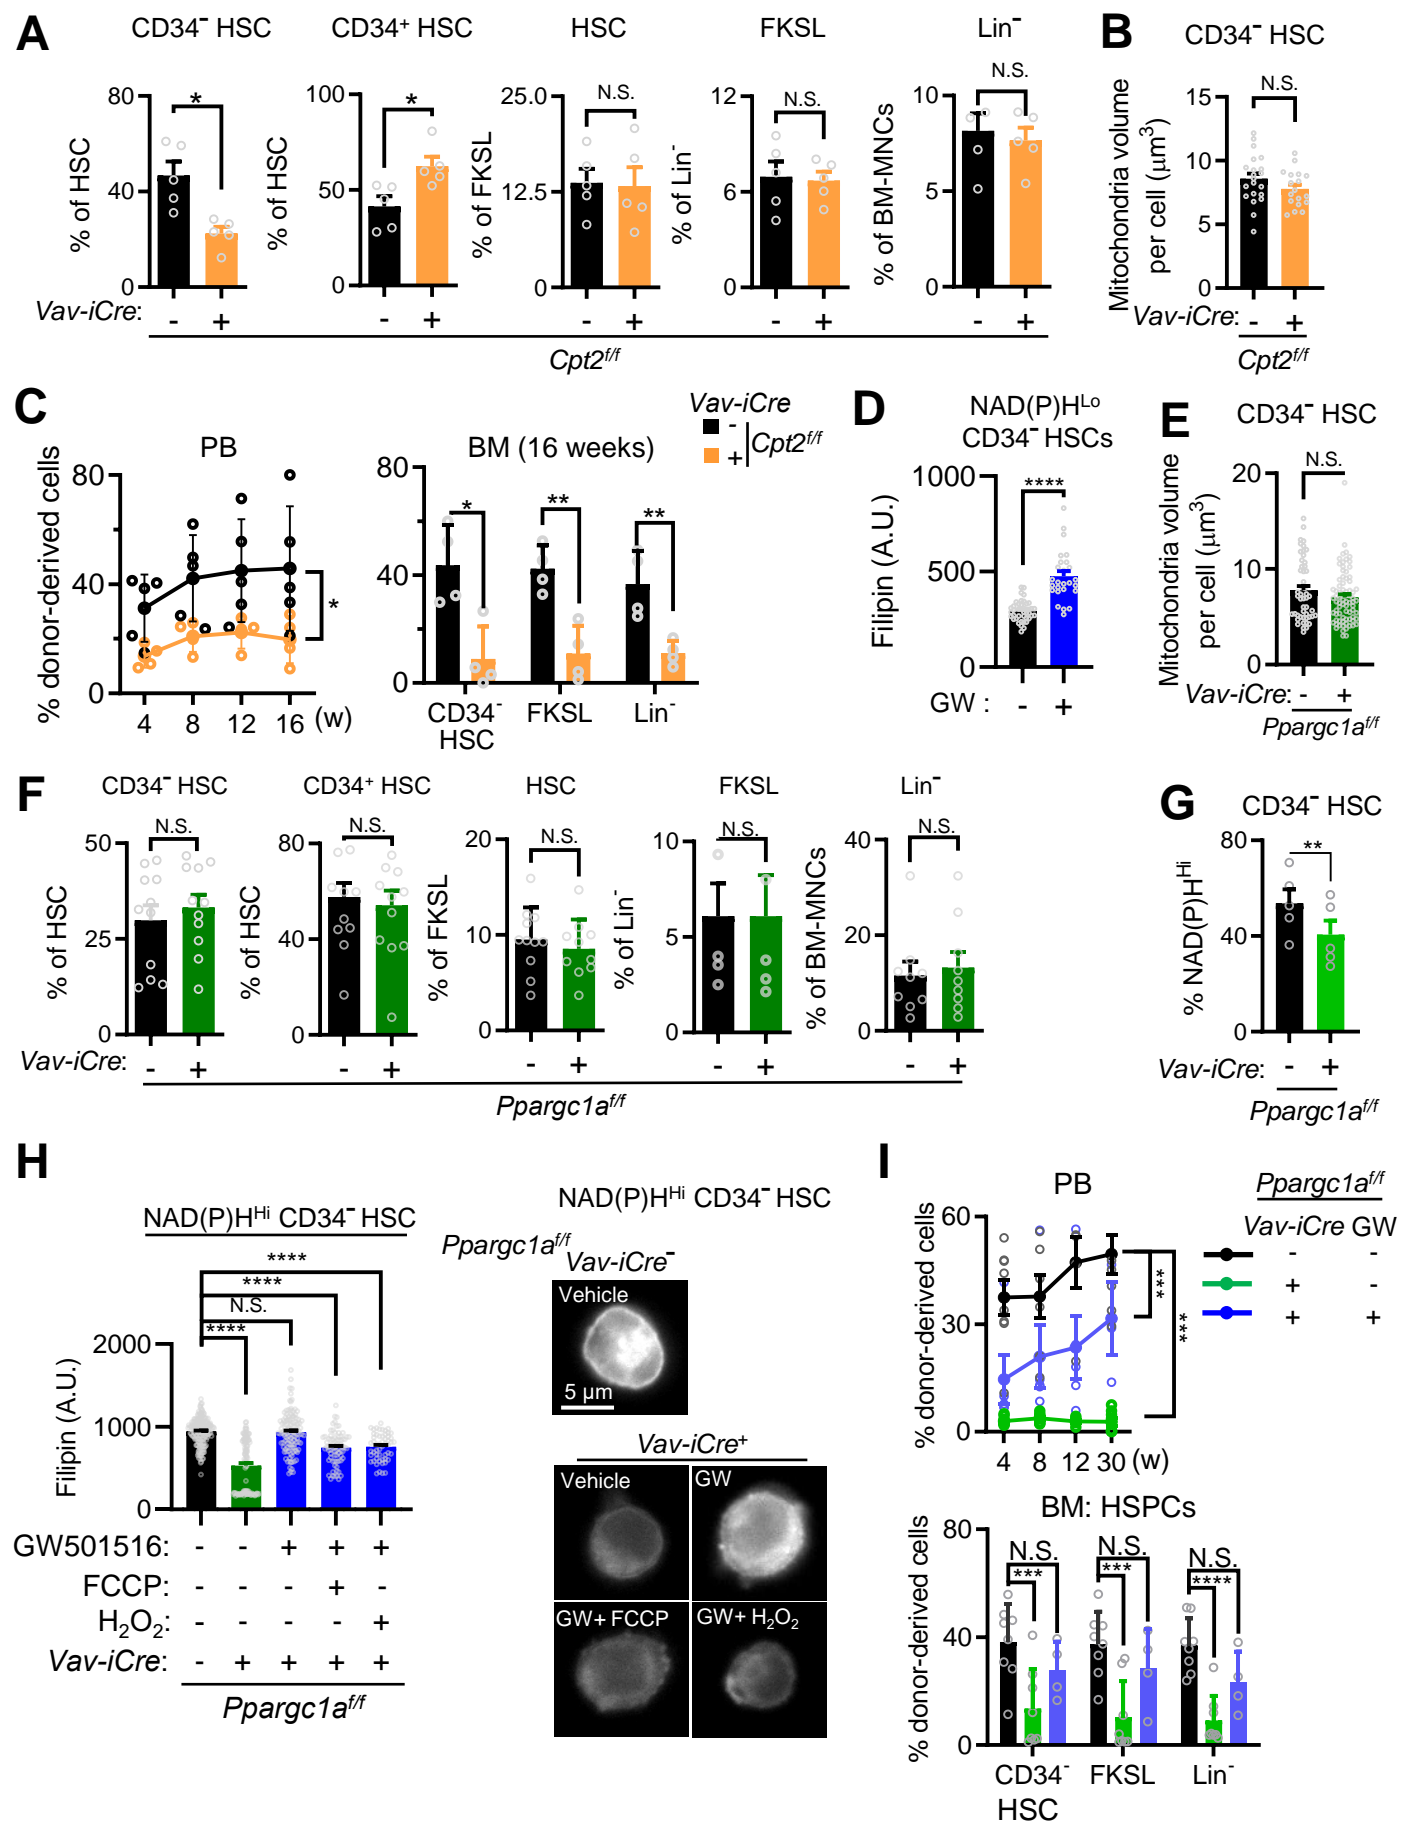 A
CD34⁻ HSC
CD34⁺ HSC
HSC
FKSL
Lin⁻
% of HSC
80
40
0
*
% of HSC
100
50
0
*
% of FKSL
25.0
12.5
0
N.S.
% of Lin⁻
12
6
0
N.S.
% of BM-MNCs
10
5
0
N.S.
Vav-iCre: - + - + - + - + - +
Cpt2f/f
B
CD34⁻ HSC
Mitochondria volume
per cell (µm³)
15
10
5
0
N.S.
Vav-iCre: - +
Cpt2f/f
C
PB
% donor-derived cells
80
40
0
*
4 8 12 16 (w)
BM (16 weeks)
80
40
0
* ** **
CD34⁻
HSC
FKSL
Lin⁻
Vav-iCre
-
+
Cpt2f/f
D
NAD(P)HLo
CD34⁻ HSCs
Filipin (A.U.)
1000
500
0
****
GW : - +
E
CD34⁻ HSC
Mitochondria volume
per cell (µm³)
20
10
0
N.S.
Vav-iCre: - +
Ppargc1af/f
F
CD34⁻ HSC
CD34⁺ HSC
HSC
FKSL
Lin⁻
% of HSC
50
25
0
N.S.
% of HSC
80
40
0
N.S.
% of FKSL
20
10
0
N.S.
% of Lin⁻
10
5
0
N.S.
% of BM-MNCs
40
20
0
N.S.
Vav-iCre: - + - + - + - + - +
Ppargc1af/f
G
CD34⁻ HSC
% NAD(P)HHi
80
40
0
**
Vav-iCre: - +
Ppargc1af/f
H
NAD(P)HHi CD34⁻ HSC
****
****
N.S.
****
Filipin (A.U.)
2000
1000
0
GW501516: - - + + +
FCCP: - - - + -
H₂O₂: - - - - +
Vav-iCre: - + + + +
Ppargc1af/f
NAD(P)HHi CD34⁻ HSC
Ppargc1af/f
Vav-iCre⁻
Vehicle
5 µm
Vav-iCre⁺
Vehicle
GW
GW+ FCCP
GW+ H₂O₂
I
PB
% donor-derived cells
60
30
0
***
***
4 8 12 30 (w)
Ppargc1af/f
Vav-iCre GW
- -
+ -
+ +
BM: HSPCs
% donor-derived cells
80
40
0
N.S. N.S. N.S.
*** *** ****
CD34⁻
HSC
FKSL
Lin⁻